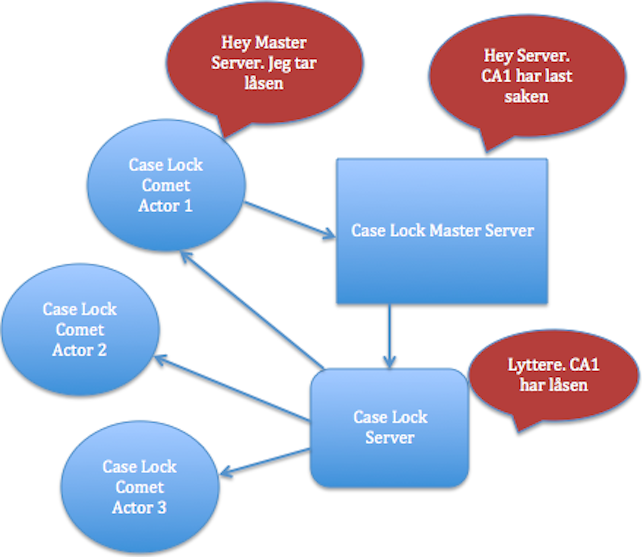 Hey Master
Server. Jeg tar
låsen
Hey Server.
CA1 har last
saken
Case Lock
Comet
Actor 1
Case Lock Master Server
Case Lock
Comet
Actor 2
Lyttere. CA1
har låsen
Case Lock
Server
Case Lock
Comet
Actor 3